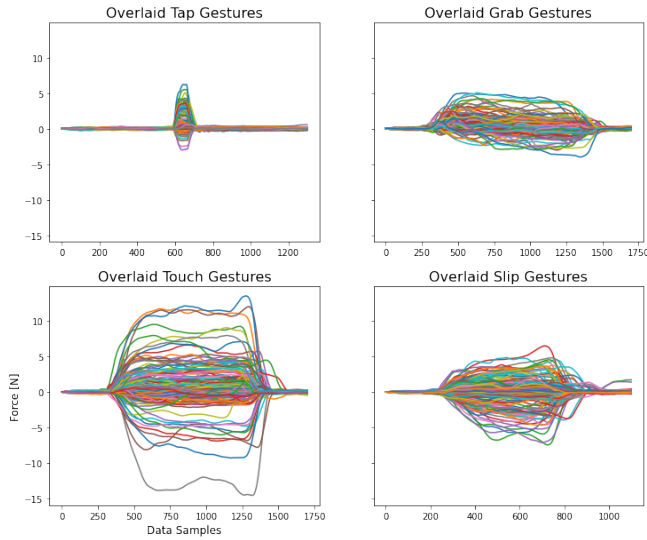 Overlaid Tap Gestures
15
10
5
0
−5
−10
−15
0 200 400 600 800 1000 1200
Overlaid Grab Gestures
0 250 500 750 1000 1250 1500 1750
Overlaid Touch Gestures
Force [N]
10
5
0
−5
−10
−15
0 250 500 750 1000 1250 1500 1750
Data Samples
Overlaid Slip Gestures
0 200 400 600 800 1000